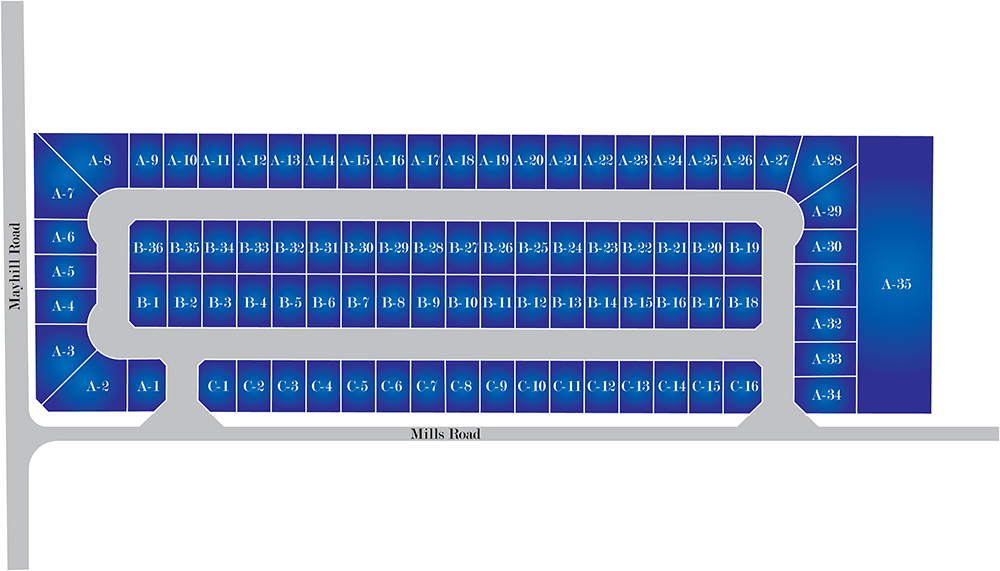 A-8 A-9 A-10 A-11 A-12 A-13 A-14 A-15 A-16 A-17 A-18 A-19 A-20 A-21 A-22 A-23 A-24 A-25 A-26 A-27 A-28
A-7
A-29
A-6
B-36 B-35 B-34 B-33 B-32 B-31 B-30 B-29 B-28 B-27 B-26 B-25 B-24 B-23 B-22 B-21 B-20 B-19
A-30
Mayhill Road
A-5
A-31
A-35
A-4
B-1 B-2 B-3 B-4 B-5 B-6 B-7 B-8 B-9 B-10 B-11 B-12 B-13 B-14 B-15 B-16 B-17 B-18
A-32
A-3
A-33
A-2 A-1 C-1 C-2 C-3 C-4 C-5 C-6 C-7 C-8 C-9 C-10 C-11 C-12 C-13 C-14 C-15 C-16
A-34
Mills Road